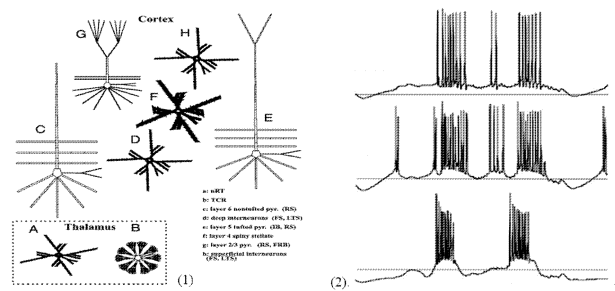 Cortex
G
H
F
C
D
E
a: nRT
b: TCR
c: layer 6 nontufted pyr. (RS)
d: deep interneurons (FS, LTS)
e: layer 5 tufted pyr. (IB, RS)
f: layer 4 spiny stellate
g: layer 2/3 pyr. (RS, FRB)
h: superficial interneurons
(FS, LTS)
Thalamus
A
B
(1)
(2).